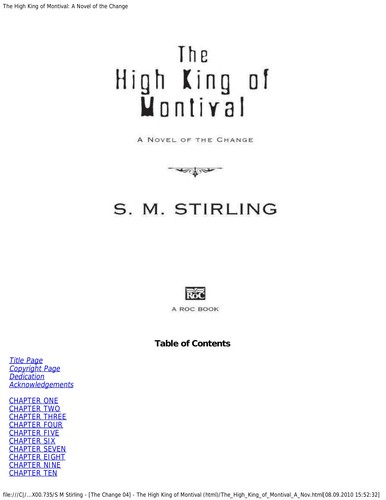 The High King of Montival: A Novel of the Change
The
High King of
Montival
A NOVEL OF THE CHANGE
S. M. STIRLING
ROC
A ROC BOOK
Table of Contents
Title Page
Copyright Page
Dedication
Acknowledgements
CHAPTER ONE
CHAPTER TWO
CHAPTER THREE
CHAPTER FOUR
CHAPTER FIVE
CHAPTER SIX
CHAPTER SEVEN
CHAPTER EIGHT
CHAPTER NINE
CHAPTER TEN
file:///C|/...X00.735/S M Stirling - [The Change 04] - The High King of Montival (html)/The_High_King_of_Montival_A_Nov.html[08.09.2010 15:52:32]